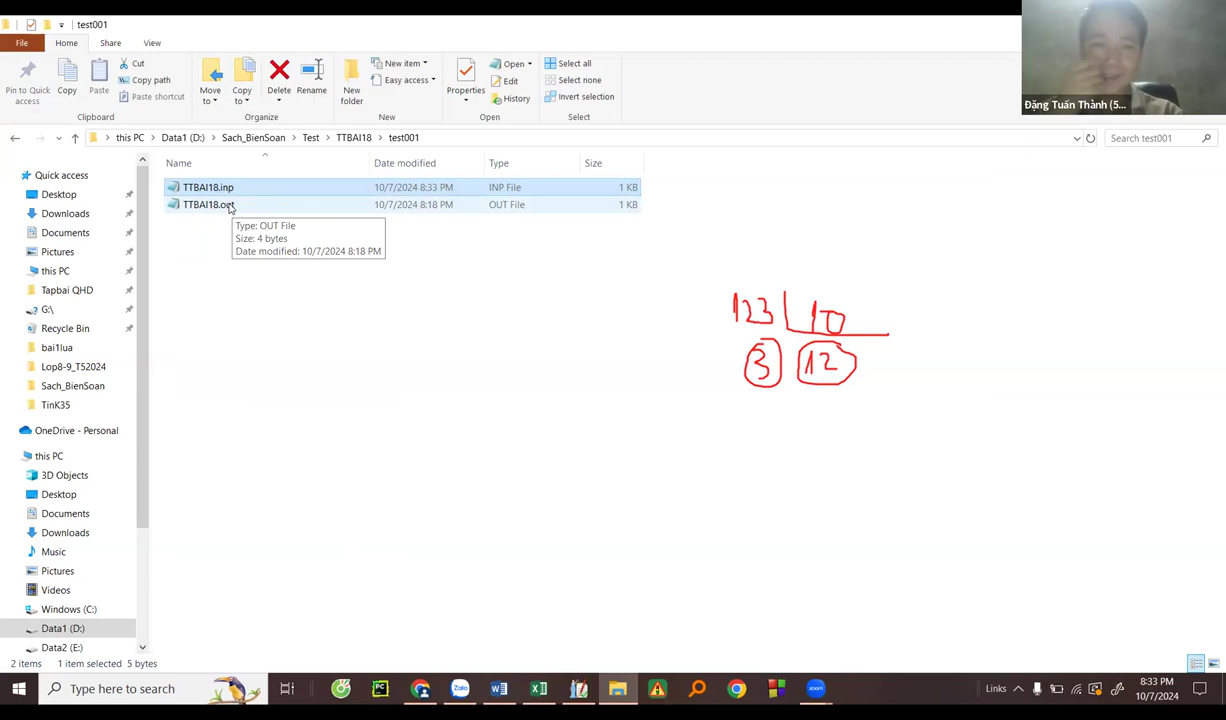 test001
File Home Share View
Pin to Quick access
Copy
Paste
Cut
Copy path
Paste shortcut
Clipboard
Move to
Copy to
Delete
Rename
Organize
New folder
New item
Easy access
New
Properties
Open
Edit
History
Open
Select all
Select none
Invert selection
Select
Đặng Tuấn Thành (5...
this PC Data1 (D:) Sach_BienSoan Test TTBAI18 test001
Search test001
Name Date modified Type Size
TTBAI18.inp 10/7/2024 8:33 PM INP File 1 KB
TTBAI18.out 10/7/2024 8:18 PM OUT File 1 KB
Type: OUT File
Size: 4 bytes
Date modified: 10/7/2024 8:18 PM
Quick access
Desktop
Downloads
Documents
Pictures
this PC
Tapbai QHD
G:\
Recycle Bin
bai1lua
Lop8-9_T52024
Sach_BienSoan
TinK35
OneDrive - Personal
this PC
3D Objects
Desktop
Documents
Downloads
Music
Pictures
Videos
Windows (C:)
Data1 (D:)
Data2 (E:)
123 10
3 12
2 items 1 item selected 5 bytes
Type here to search
Links
8:33 PM
10/7/2024